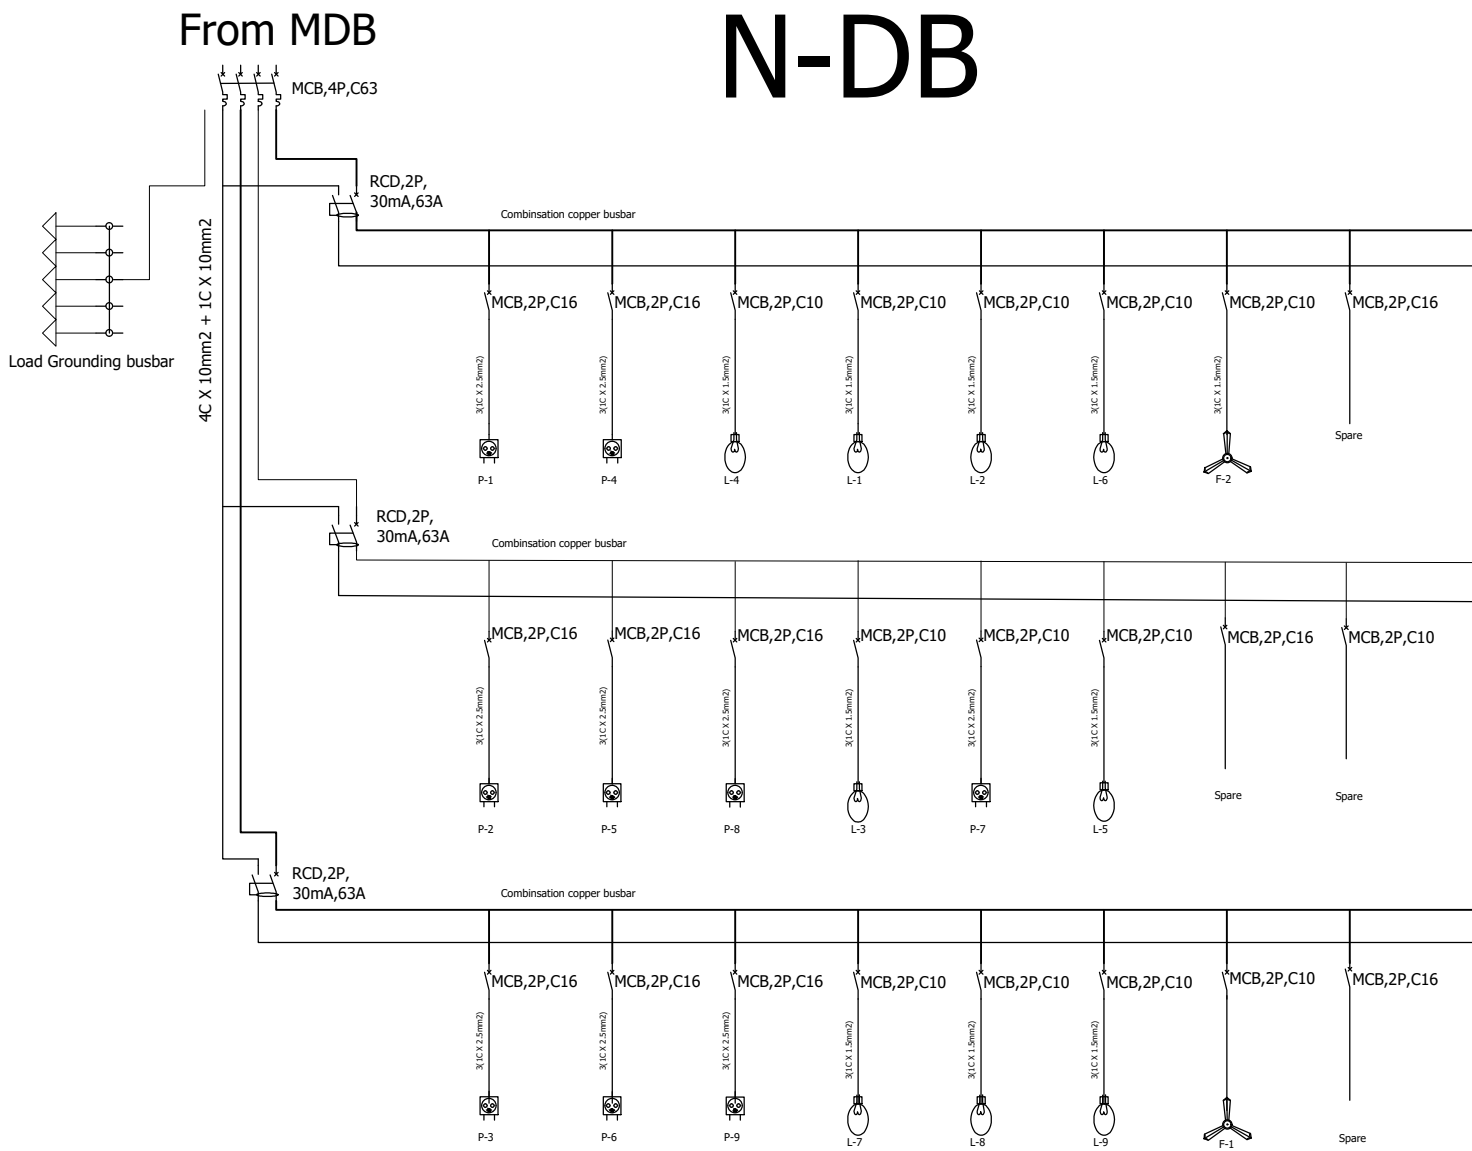 From MDB
N-DB
MCB,4P,C63
RCD,2P,
30mA,63A
Combinsation copper busbar
4C X 10mm2 + 1C X 10mm2
Load Grounding busbar
MCB,2P,C16
MCB,2P,C16
MCB,2P,C10
MCB,2P,C10
MCB,2P,C10
MCB,2P,C10
MCB,2P,C10
MCB,2P,C16
3(1C X 2.5mm2)
3(1C X 2.5mm2)
3(1C X 1.5mm2)
3(1C X 1.5mm2)
3(1C X 1.5mm2)
3(1C X 1.5mm2)
3(1C X 1.5mm2)
Spare
P-1
P-4
L-4
L-1
L-2
L-6
F-2
RCD,2P,
30mA,63A
Combinsation copper busbar
MCB,2P,C16
MCB,2P,C16
MCB,2P,C16
MCB,2P,C10
MCB,2P,C10
MCB,2P,C10
MCB,2P,C16
MCB,2P,C10
3(1C X 2.5mm2)
3(1C X 2.5mm2)
3(1C X 2.5mm2)
3(1C X 1.5mm2)
3(1C X 2.5mm2)
3(1C X 1.5mm2)
Spare
Spare
P-2
P-5
P-8
L-3
P-7
L-5
RCD,2P,
30mA,63A
Combinsation copper busbar
MCB,2P,C16
MCB,2P,C16
MCB,2P,C16
MCB,2P,C10
MCB,2P,C10
MCB,2P,C10
MCB,2P,C10
MCB,2P,C16
3(1C X 2.5mm2)
3(1C X 2.5mm2)
3(1C X 2.5mm2)
3(1C X 1.5mm2)
3(1C X 1.5mm2)
3(1C X 1.5mm2)
P-3
P-6
P-9
L-7
L-8
L-9
F-1
Spare